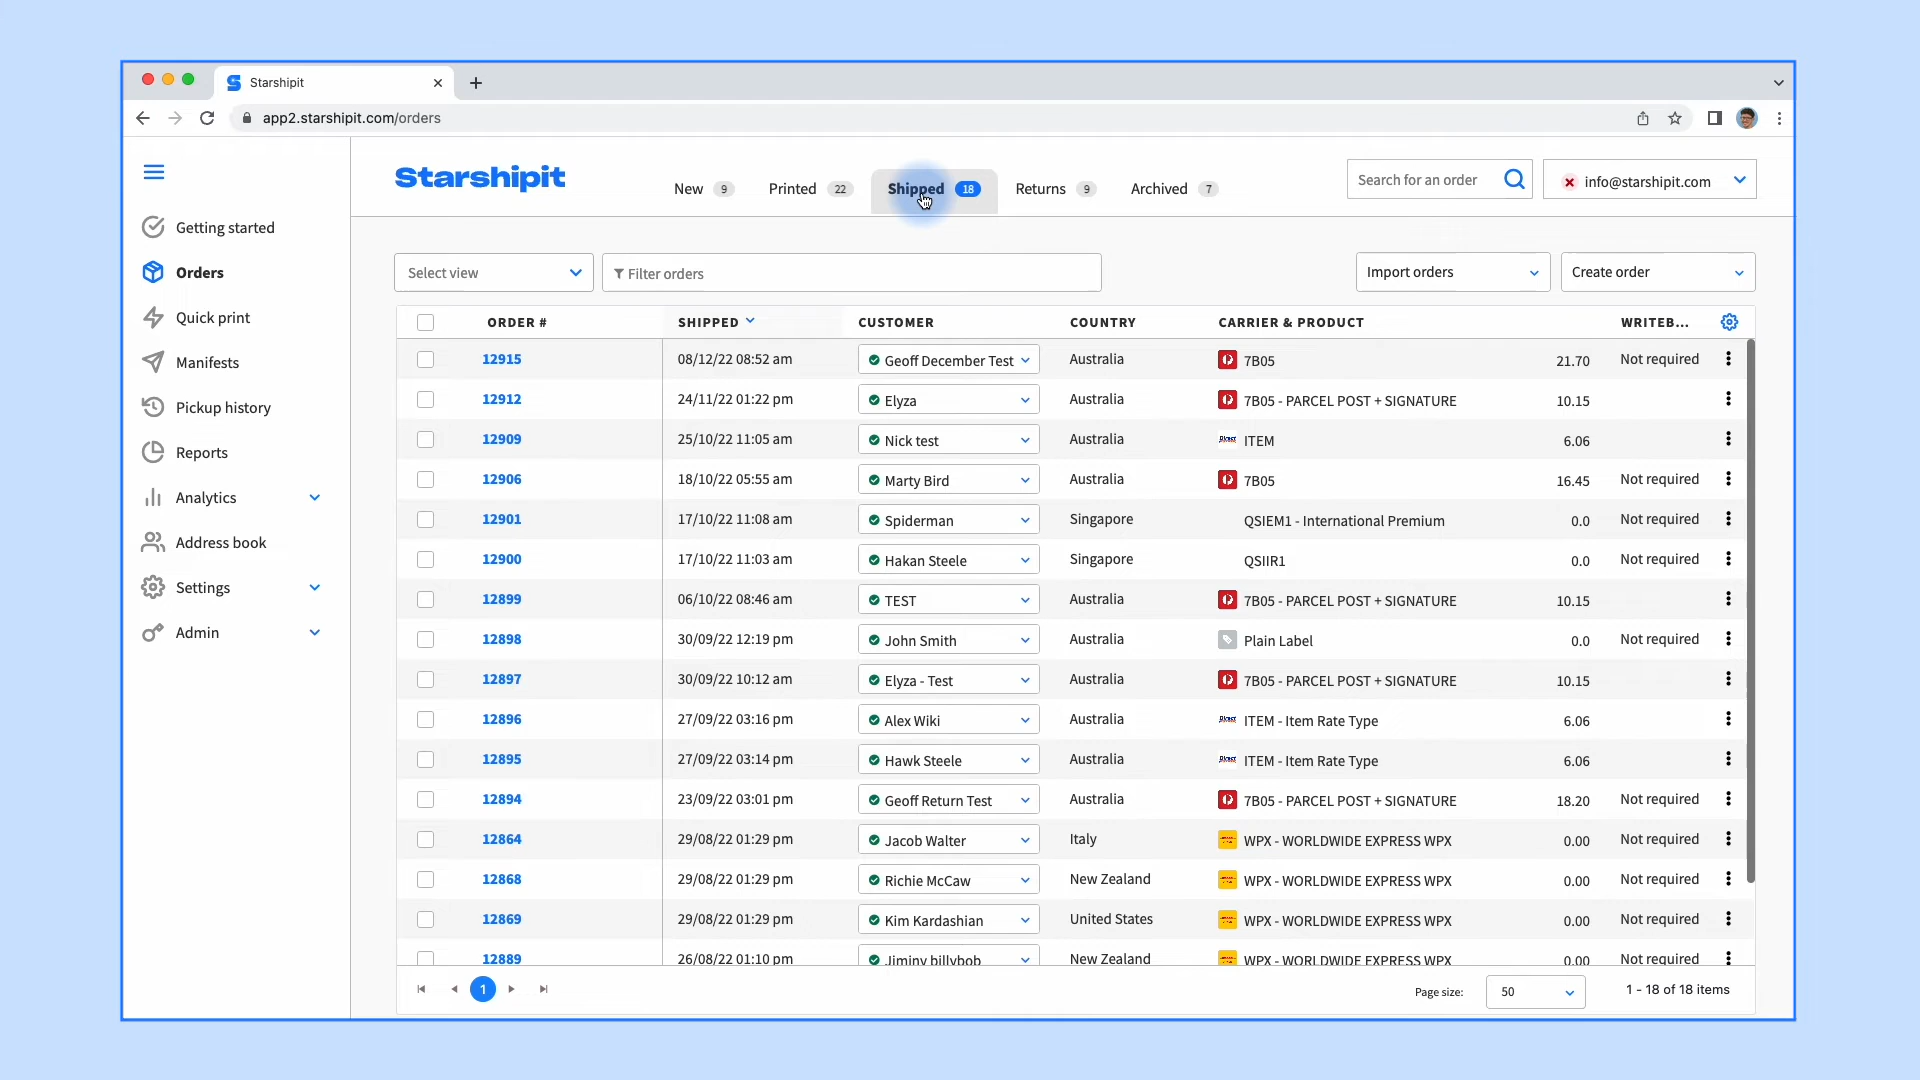 Starshipit
app2.starshipit.com/orders
Starshipit
New 9
Printed 22
Shipped 18
Returns 9
Archived 7
Search for an order
info@starshipit.com
Getting started
Orders
Quick print
Manifests
Pickup history
Reports
Analytics
Address book
Settings
Admin
Select view
Filter orders
Import orders
Create order
ORDER # SHIPPED CUSTOMER COUNTRY CARRIER & PRODUCT WRITEB...
12915 08/12/22 08:52 am Geoff December Test Australia 7B05 21.70 Not required
12912 24/11/22 01:22 pm Elyza Australia 7B05 - PARCEL POST + SIGNATURE 10.15
12909 25/10/22 11:05 am Nick test Australia ITEM 6.06
12906 18/10/22 05:55 am Marty Bird Australia 7B05 16.45 Not required
12901 17/10/22 11:08 am Spiderman Singapore QSIEM1 - International Premium 0.0 Not required
12900 17/10/22 11:03 am Hakan Steele Singapore QSIIR1 0.0 Not required
12899 06/10/22 08:46 am TEST Australia 7B05 - PARCEL POST + SIGNATURE 10.15
12898 30/09/22 12:19 pm John Smith Australia Plain Label 0.0 Not required
12897 30/09/22 10:12 am Elyza - Test Australia 7B05 - PARCEL POST + SIGNATURE 10.15
12896 27/09/22 03:16 pm Alex Wiki Australia ITEM - Item Rate Type 6.06
12895 27/09/22 03:14 pm Hawk Steele Australia ITEM - Item Rate Type 6.06
12894 23/09/22 03:01 pm Geoff Return Test Australia 7B05 - PARCEL POST + SIGNATURE 18.20 Not required
12864 29/08/22 01:29 pm Jacob Walter Italy WPX - WORLDWIDE EXPRESS WPX 0.00 Not required
12868 29/08/22 01:29 pm Richie McCaw New Zealand WPX - WORLDWIDE EXPRESS WPX 0.00 Not required
12869 29/08/22 01:29 pm Kim Kardashian United States WPX - WORLDWIDE EXPRESS WPX 0.00 Not required
12889 26/08/22 01:10 pm Jiminy billybob New Zealand WPX - WORLDWIDE EXPRESS WPX 0.00 Not required
1
Page size: 50
1 - 18 of 18 items